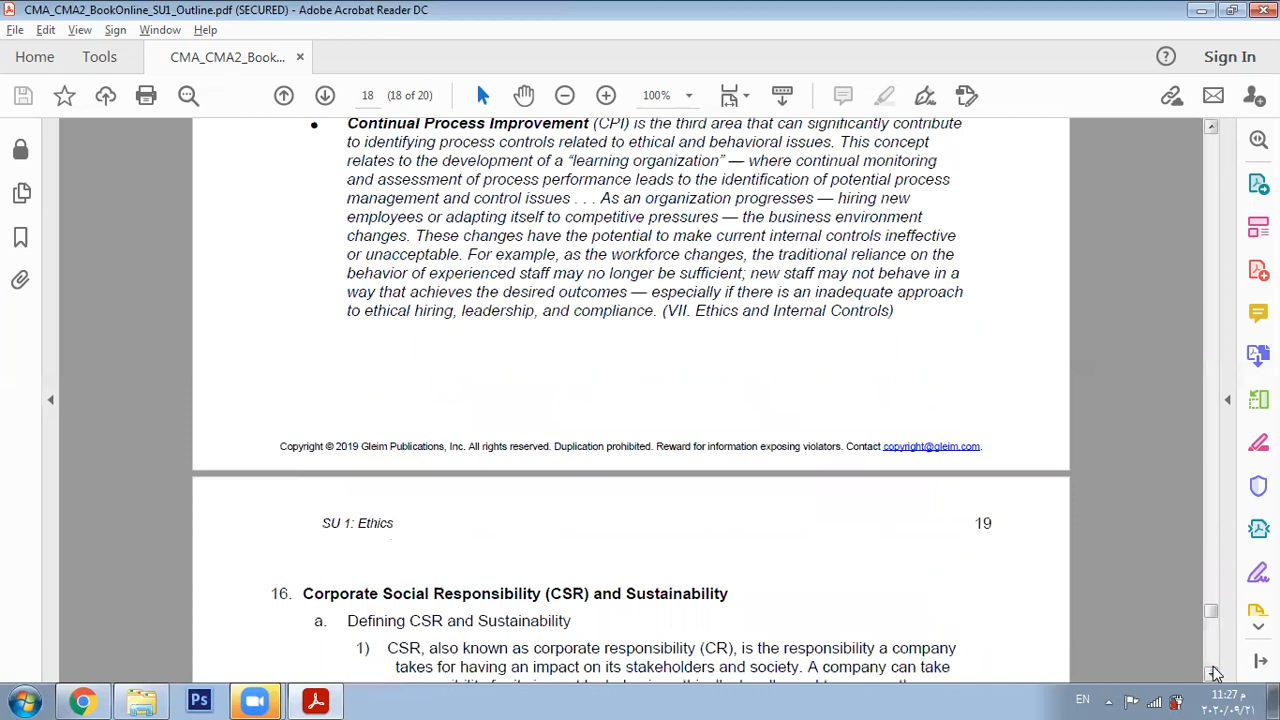 CMA_CMA2_BookOnline_SU1_Outline.pdf (SECURED) - Adobe Acrobat Reader DC
File Edit View Sign Window Help
Home Tools CMA_CMA2_Book... × Sign In
18 (18 of 20) 100%
• Continual Process Improvement (CPI) is the third area that can significantly contribute
to identifying process controls related to ethical and behavioral issues. This concept
relates to the development of a “learning organization” — where continual monitoring
and assessment of process performance leads to the identification of potential process
management and control issues . . . As an organization progresses — hiring new
employees or adapting itself to competitive pressures — the business environment
changes. These changes have the potential to make current internal controls ineffective
or unacceptable. For example, as the workforce changes, the traditional reliance on the
behavior of experienced staff may no longer be sufficient; new staff may not behave in a
way that achieves the desired outcomes — especially if there is an inadequate approach
to ethical hiring, leadership, and compliance. (VII. Ethics and Internal Controls)
Copyright © 2019 Gleim Publications, Inc. All rights reserved. Duplication prohibited. Reward for information exposing violators. Contact copyright@gleim.com.
SU 1: Ethics 19
16. Corporate Social Responsibility (CSR) and Sustainability
a. Defining CSR and Sustainability
1) CSR, also known as corporate responsibility (CR), is the responsibility a company
takes for having an impact on its stakeholders and society. A company can take
Ps EN 11:27 م
٢٠٢٠/٠٩/٢١